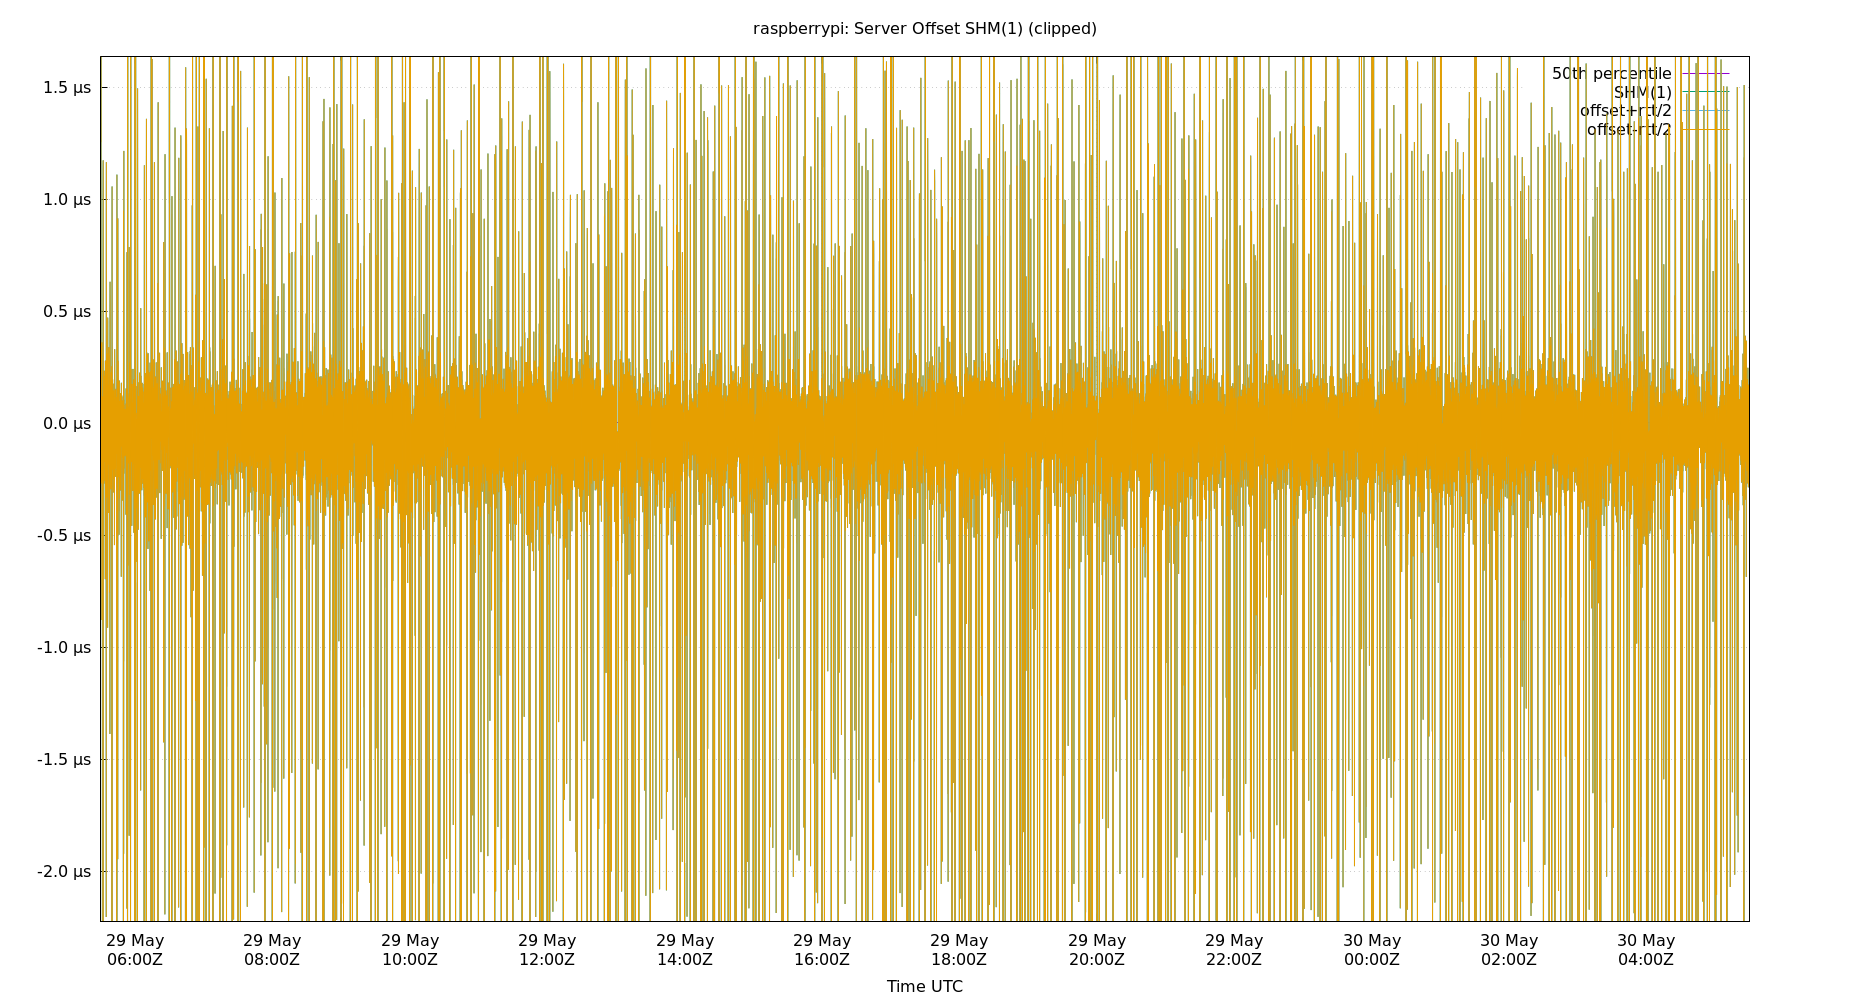 raspberrypi: Server Offset SHM(1) (clipped)
50th percentile
SHM(1)
offset+rtt/2
offset-rtt/2
1.5 µs
1.0 µs
0.5 µs
0.0 µs
-0.5 µs
-1.0 µs
-1.5 µs
-2.0 µs
29 May 29 May 29 May 29 May 29 May 29 May 29 May 29 May 29 May 30 May 30 May 30 May
06:00Z 08:00Z 10:00Z 12:00Z 14:00Z 16:00Z 18:00Z 20:00Z 22:00Z 00:00Z 02:00Z 04:00Z
Time UTC